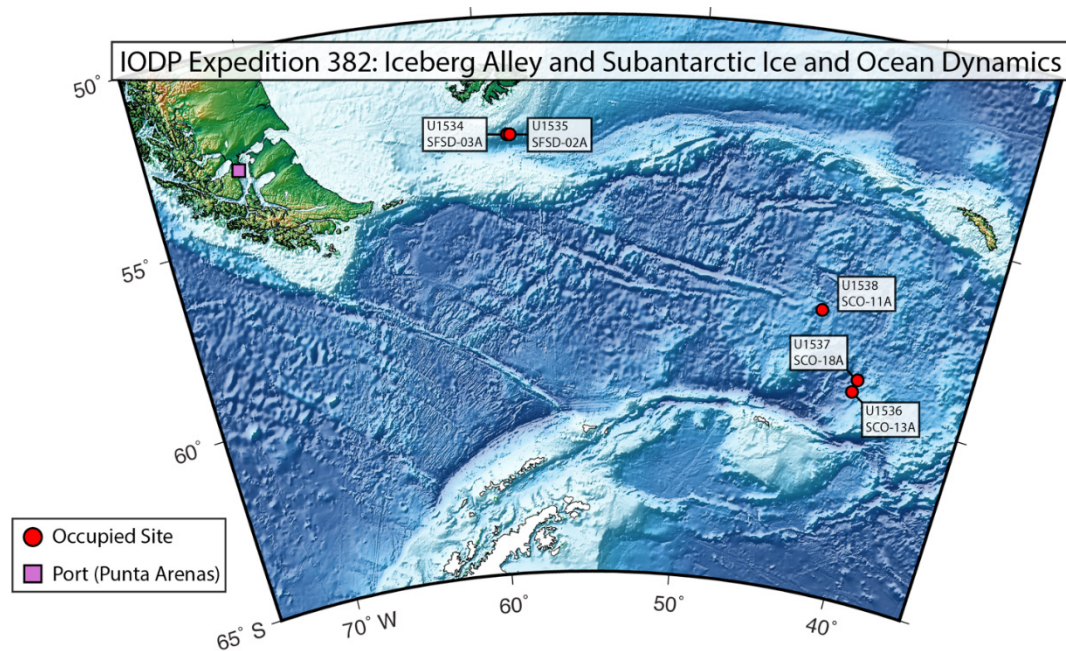 IODP Expedition 382: Iceberg Alley and Subantarctic Ice and Ocean Dynamics
50°
U1534
SFSD-03A
U1535
SFSD-02A
55°
U1538
SCO-11A
U1537
SCO-18A
U1536
SCO-13A
60°
Occupied Site
Port (Punta Arenas)
65° S
70° W
60°
50°
40°